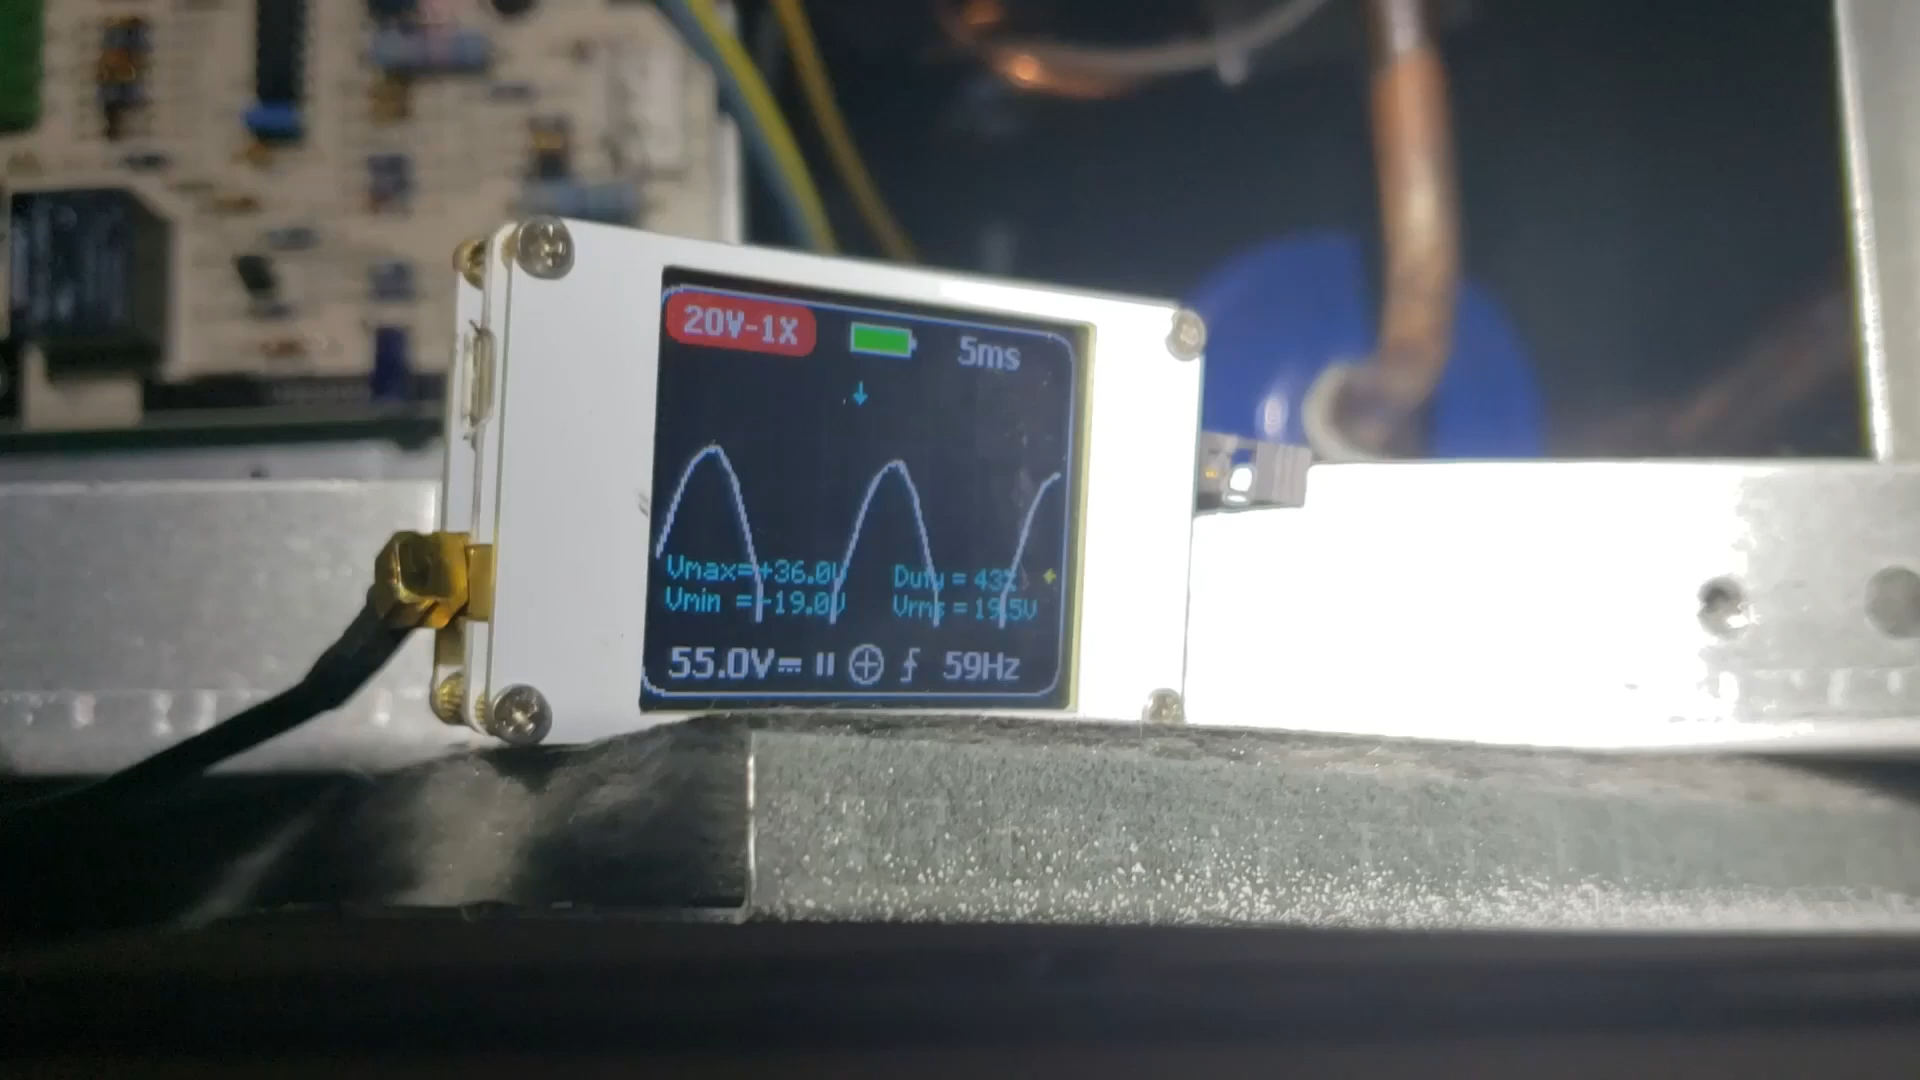 20V-1X 5ms
Vmax=+36.0V Duty = 43%
Vmin =-19.0V Vrms = 19.5V
55.0V 59Hz